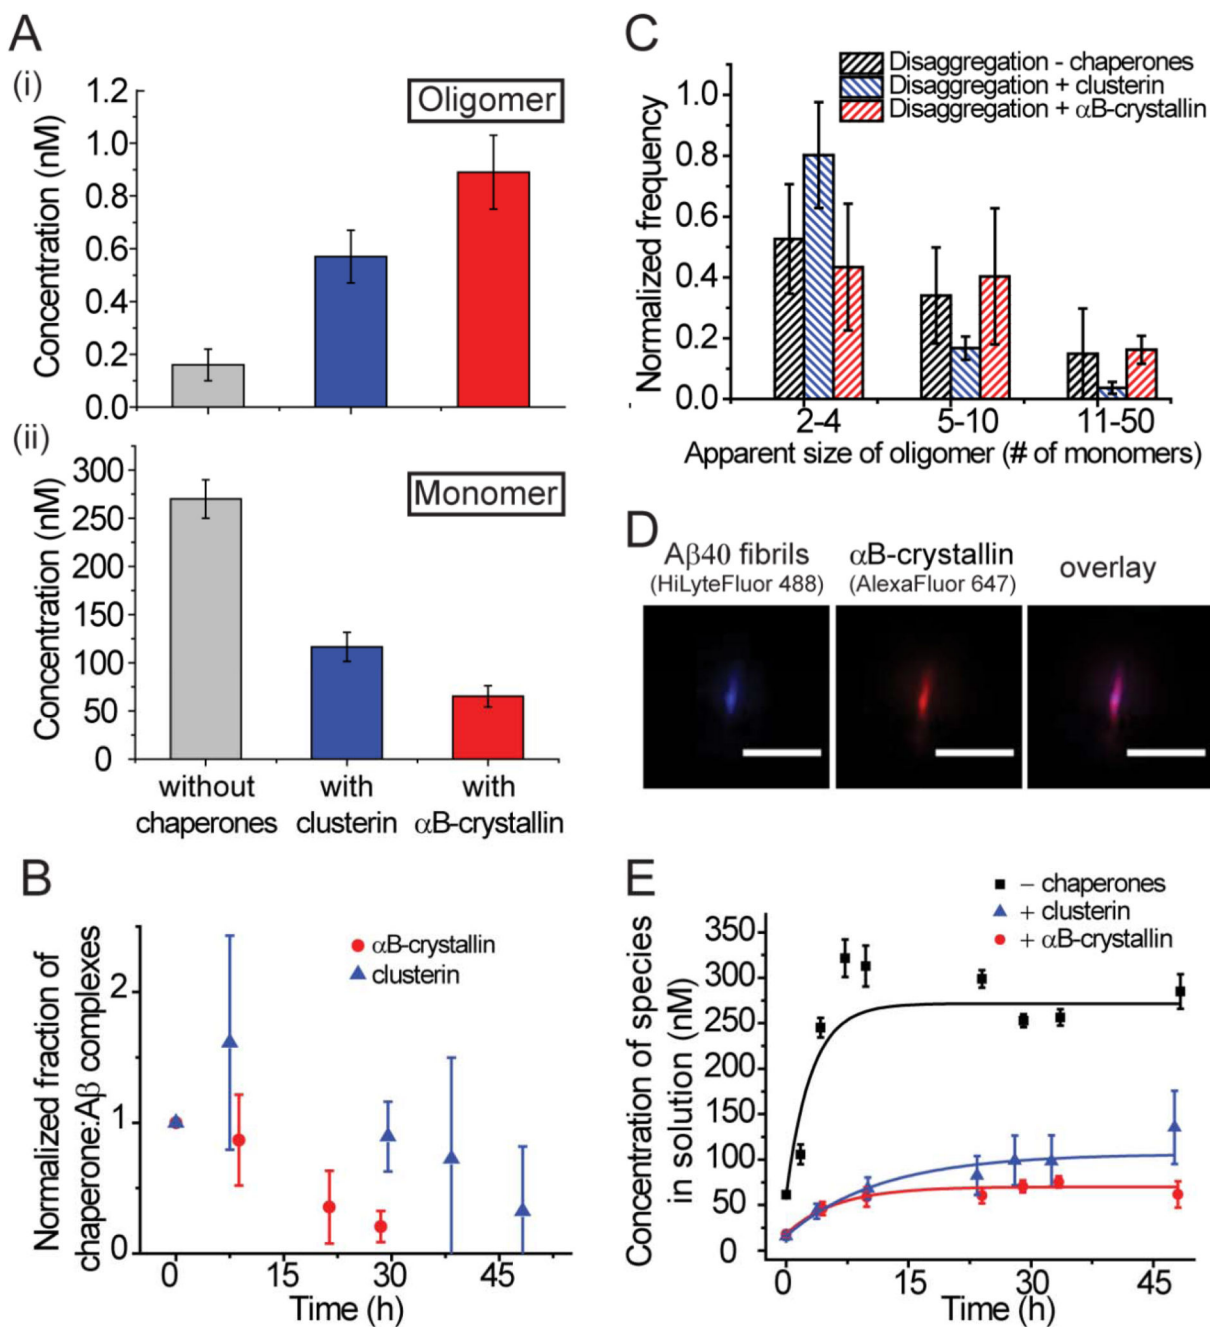 A
(i)
Oligomer
Concentration (nM)
1.2
1.0
0.8
0.6
0.4
0.2
0.0
(ii)
Monomer
Concentration (nM)
300
250
200
150
100
50
0
without chaperones
with clusterin
with αB-crystallin
B
αB-crystallin
clusterin
Normalized fraction of
chaperone:Aβ complexes
2
1
0
0 15 30 45
Time (h)
C
Disaggregation - chaperones
Disaggregation + clusterin
Disaggregation + αB-crystallin
Normalized frequency
1.0
0.8
0.6
0.4
0.2
0.0
2-4 5-10 11-50
Apparent size of oligomer (# of monomers)
D
Aβ40 fibrils
(HiLyteFluor 488)
αB-crystallin
(AlexaFluor 647)
overlay
E
− chaperones
+ clusterin
+ αB-crystallin
Concentration of species
in solution (nM)
350
300
250
200
150
100
50
0
0 15 30 45
Time (h)